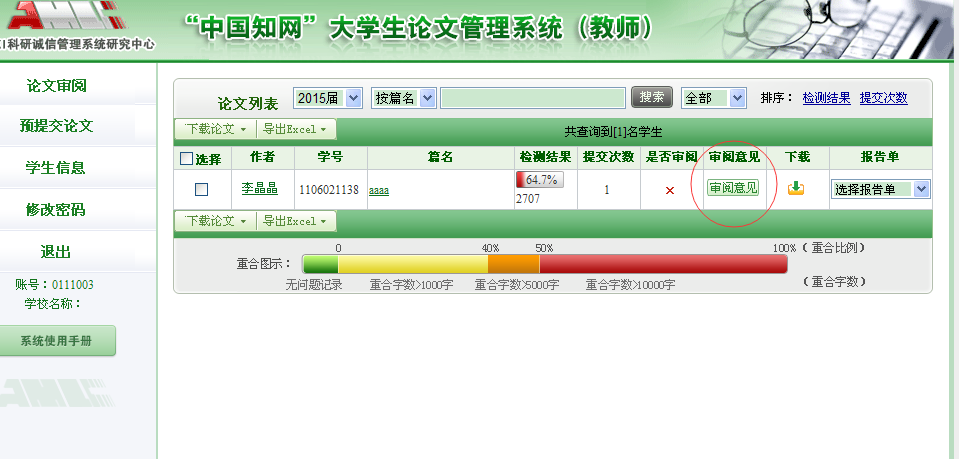 “中国知网”大学生论文管理系统（教师）
科研诚信管理系统研究中心
论文审阅
预提交论文
学生信息
修改密码
退出
账号：0111003
学校名称：
系统使用手册
论文列表 2015届 按篇名 搜索 全部 排序： 检测结果 提交次数
下载论文 导出Excel 共查询到[1]名学生
选择 作者 学号 篇名 检测结果 提交次数 是否审阅 审阅意见 下载 报告单
李晶晶 1106021138 aaaa 64.7% 2707 1 × 审阅意见 选择报告单
下载论文 导出Excel
0 40% 50% 100%（重合比例）
重合图示：
无问题记录 重合字数>1000字 重合字数>5000字 重合字数>10000字 （重合字数）